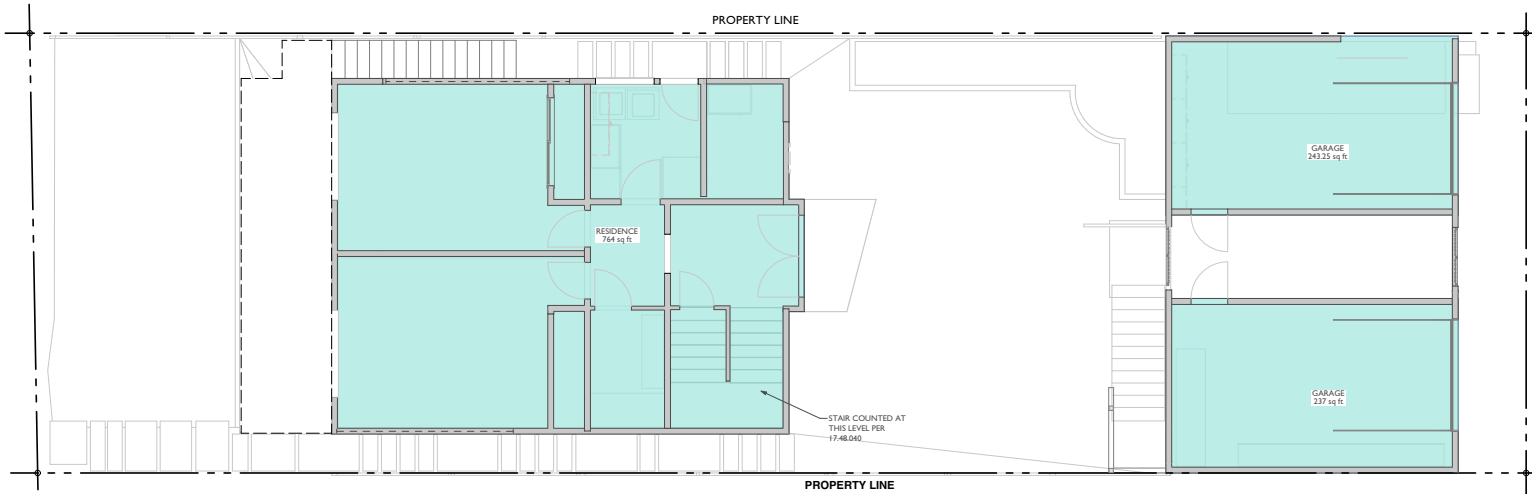 PROPERTY LINE
GARAGE
243.25 sq ft
RESIDENCE
764 sq ft
GARAGE
237 sq ft
STAIR COUNTED AT
THIS LEVEL PER
17.48.040
PROPERTY LINE